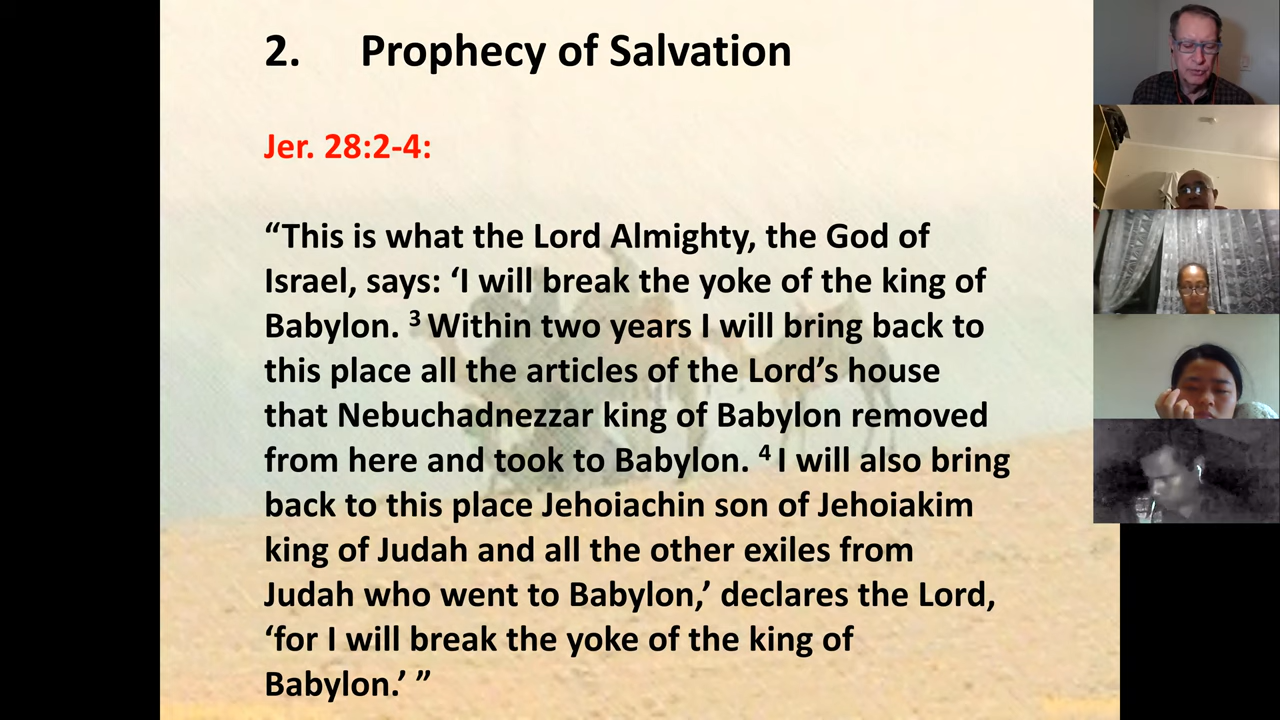 2. Prophecy of Salvation
Jer. 28:2-4:
“This is what the Lord Almighty, the God of
Israel, says: ‘I will break the yoke of the king of
Babylon. ³ Within two years I will bring back to
this place all the articles of the Lord’s house
that Nebuchadnezzar king of Babylon removed
from here and took to Babylon. ⁴ I will also bring
back to this place Jehoiachin son of Jehoiakim
king of Judah and all the other exiles from
Judah who went to Babylon,’ declares the Lord,
‘for I will break the yoke of the king of
Babylon.’ ”